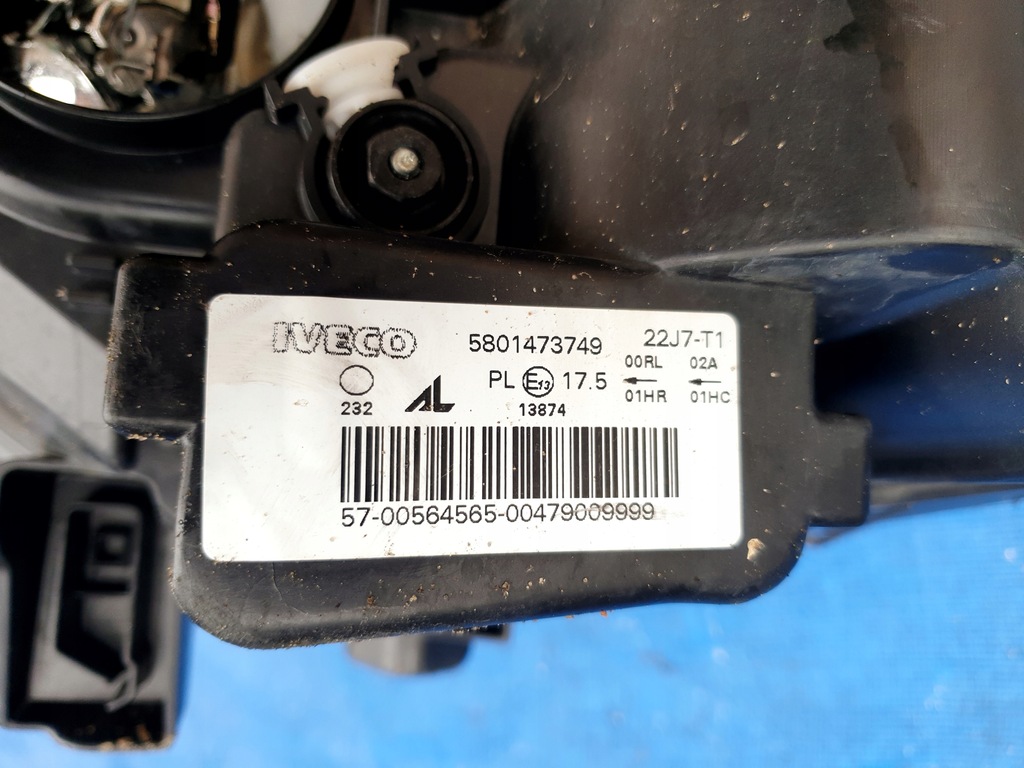 IVECO 5801473749 22J7-T1
00RL 02A
PL E13 17.5
01HR 01HC
232 AL 13874
57-00564565-00479009999